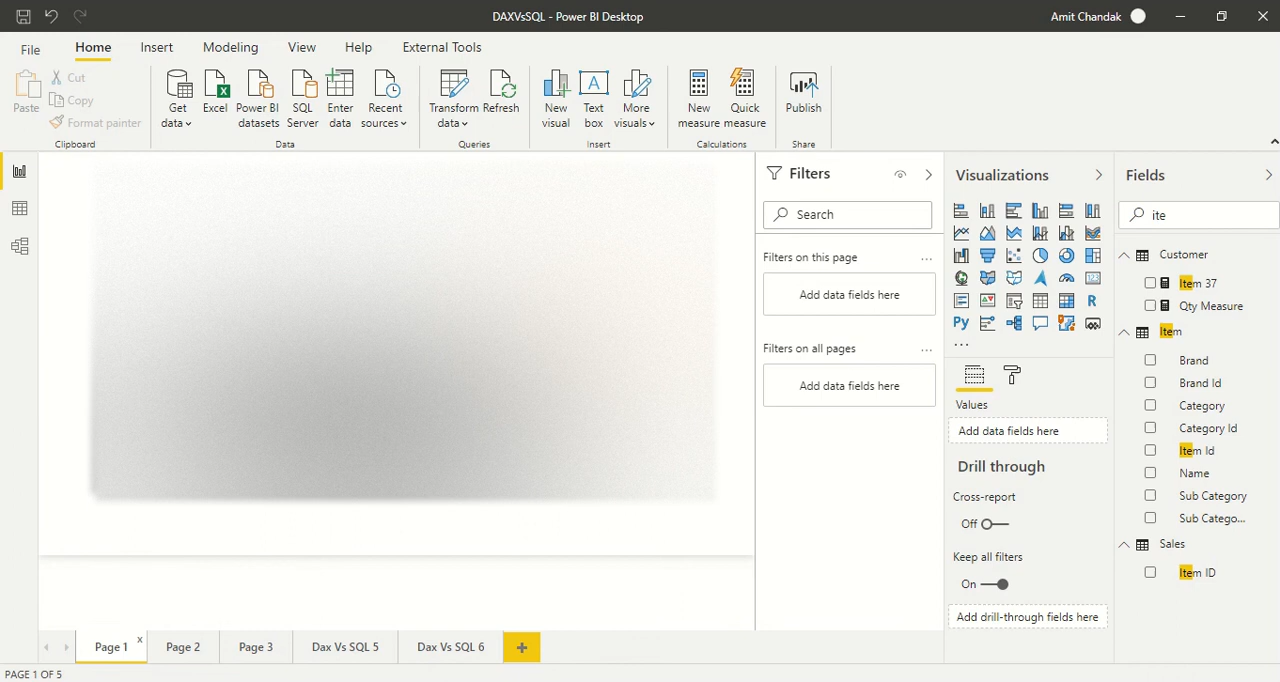 DAXVsSQL - Power BI Desktop
Amit Chandak
File
Home
Insert
Modeling
View
Help
External Tools
Paste
Cut
Copy
Format painter
Clipboard
Get data
Excel
Power BI datasets
SQL Server
Enter data
Recent sources
Data
Transform data
Refresh
Queries
New visual
A
Text box
More visuals
Insert
New measure
Quick measure
Calculations
Publish
Share
Filters
Search
Filters on this page
...
Add data fields here
Filters on all pages
...
Add data fields here
Visualizations
123
R
Py
...
Values
Add data fields here
Drill through
Cross-report
Off
Keep all filters
On
Add drill-through fields here
Fields
ite
Customer
Item 37
Qty Measure
Item
Brand
Brand Id
Category
Category Id
Item Id
Name
Sub Category
Sub Catego...
Sales
Item ID
Page 1
x
Page 2
Page 3
Dax Vs SQL 5
Dax Vs SQL 6
+
PAGE 1 OF 5